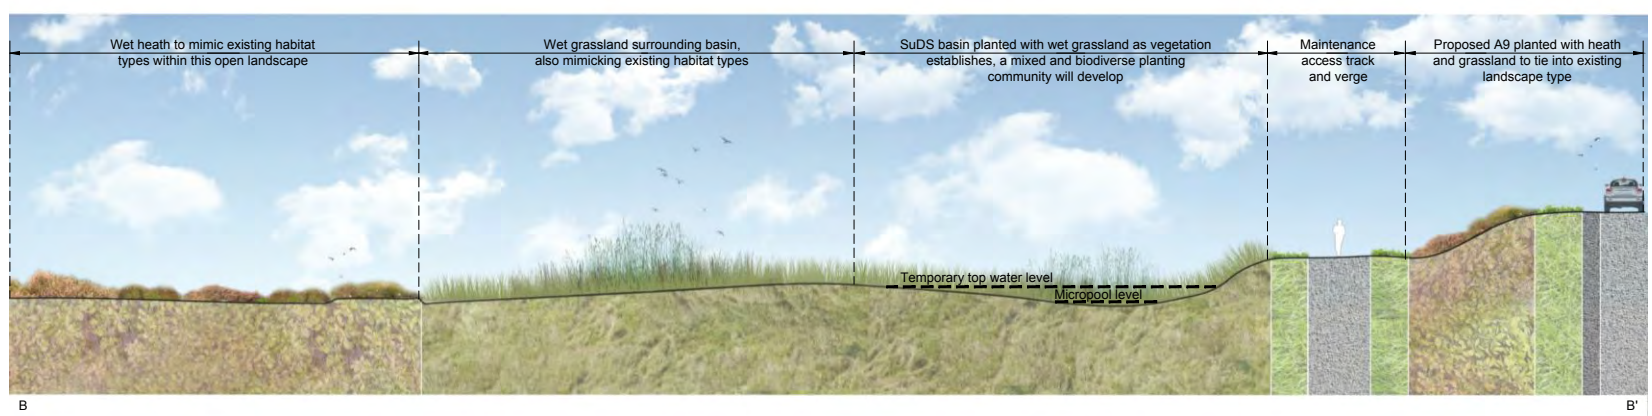 Wet heath to mimic existing habitat
types within this open landscape
Wet grassland surrounding basin,
also mimicking existing habitat types
SuDS basin planted with wet grassland as vegetation
establishes, a mixed and biodiverse planting
community will develop
Maintenance
access track
and verge
Proposed A9 planted with heath
and grassland to tie into existing
landscape type
Temporary top water level
Micropool level
B
B'